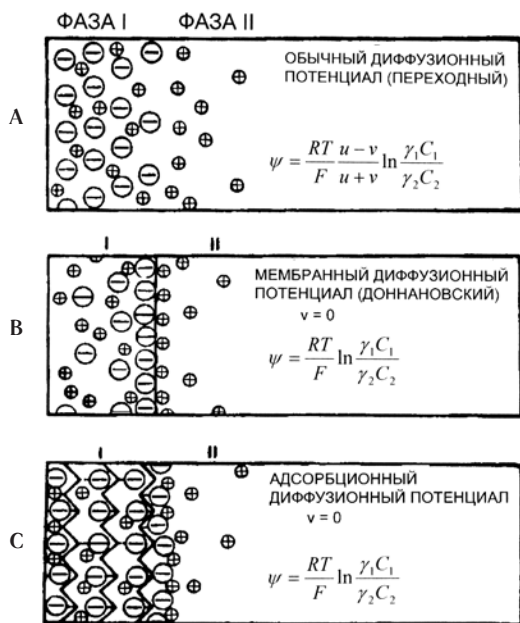 ФАЗА I ФАЗА II
A
ОБЫЧНЫЙ ДИФФУЗИОННЫЙ
ПОТЕНЦИАЛ (ПЕРЕХОДНЫЙ)
ψ = RT/F u − v/u + v ln γ₁C₁/γ₂C₂
I II
B
МЕМБРАННЫЙ ДИФФУЗИОННЫЙ
ПОТЕНЦИАЛ (ДОННАНОВСКИЙ)
v = 0
ψ = RT/F ln γ₁C₁/γ₂C₂
I II
C
АДСОРБЦИОННЫЙ
ДИФФУЗИОННЫЙ ПОТЕНЦИАЛ
v = 0
ψ = RT/F ln γ₁C₁/γ₂C₂